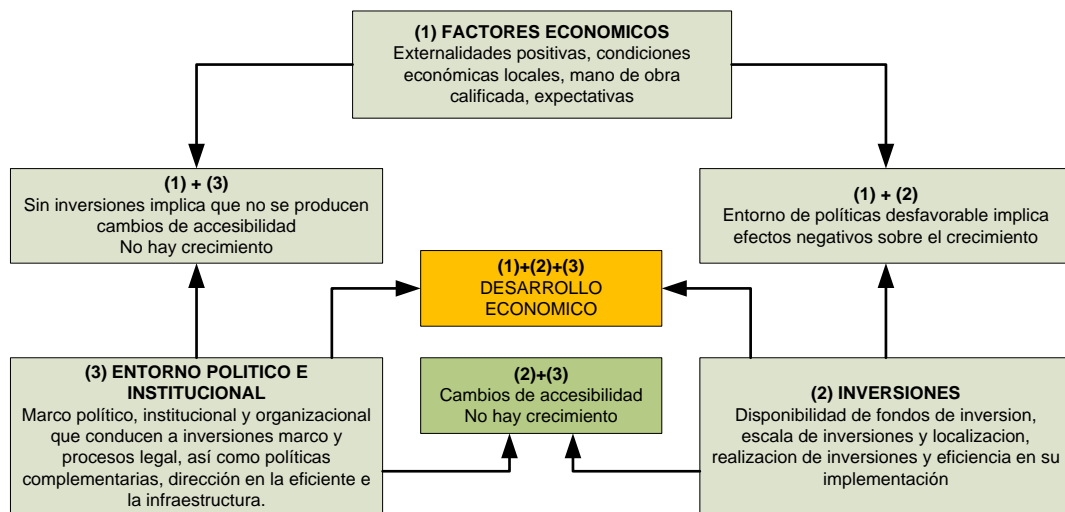 (1) FACTORES ECONOMICOS
Externalidades positivas, condiciones
económicas locales, mano de obra
calificada, expectativas
(1) + (3)
Sin inversiones implica que no se producen
cambios de accesibilidad
No hay crecimiento
(1) + (2)
Entorno de políticas desfavorable implica
efectos negativos sobre el crecimiento
(1)+(2)+(3)
DESARROLLO
ECONOMICO
(3) ENTORNO POLITICO E
INSTITUCIONAL
Marco político, institucional y organizacional
que conducen a inversiones marco y
procesos legal, así como políticas
complementarias, dirección en la eficiente e
la infraestructura.
(2)+(3)
Cambios de accesibilidad
No hay crecimiento
(2) INVERSIONES
Disponibilidad de fondos de inversion,
escala de inversiones y localizacion,
realizacion de inversiones y eficiencia en su
implementación